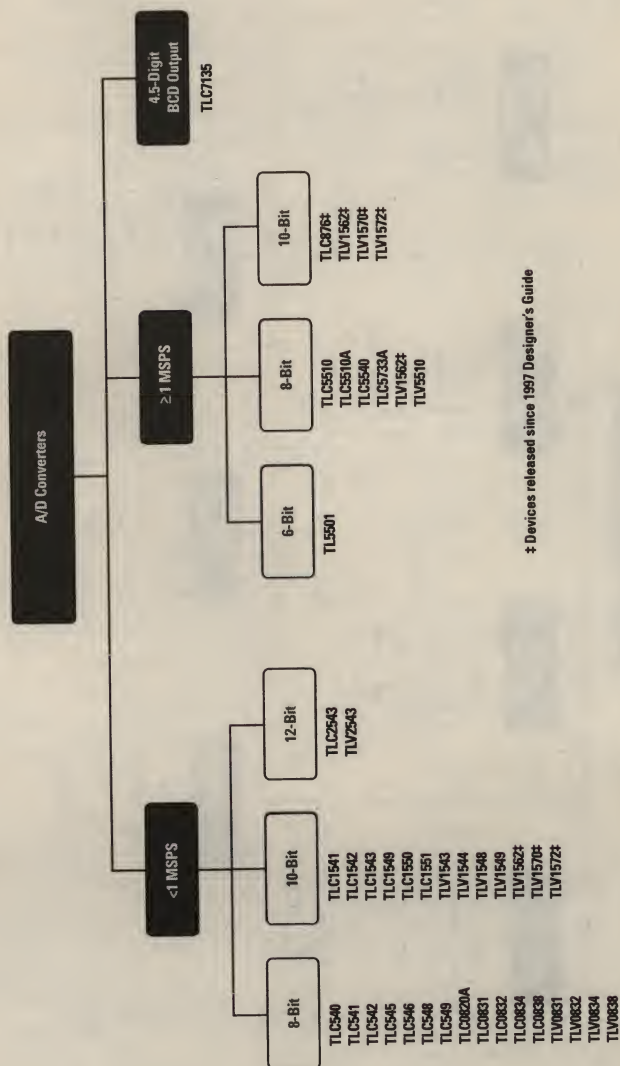 A/D Converters
<1 MSPS
≥ 1 MSPS
4.5-Digit
BCD Output
TLC7135
8-Bit
TLC540
TLC541
TLC542
TLC545
TLC546
TLC548
TLC549
TLC0820A
TLC0831
TLC0832
TLC0834
TLC0838
TLV0831
TLV0832
TLV0834
TLV0838
10-Bit
TLC1541
TLC1542
TLC1543
TLC1549
TLC1550
TLC1551
TLV1543
TLV1544
TLV1548
TLV1549
TLV1562‡
TLV1570‡
TLV1572‡
12-Bit
TLC2543
TLV2543
6-Bit
TL5501
8-Bit
TLC5510
TLC5510A
TLC5540
TLC5733A
TLV1562‡
TLV5510
10-Bit
TLC876‡
TLV1562‡
TLV1570‡
TLV1572‡
‡ Devices released since 1997 Designer's Guide